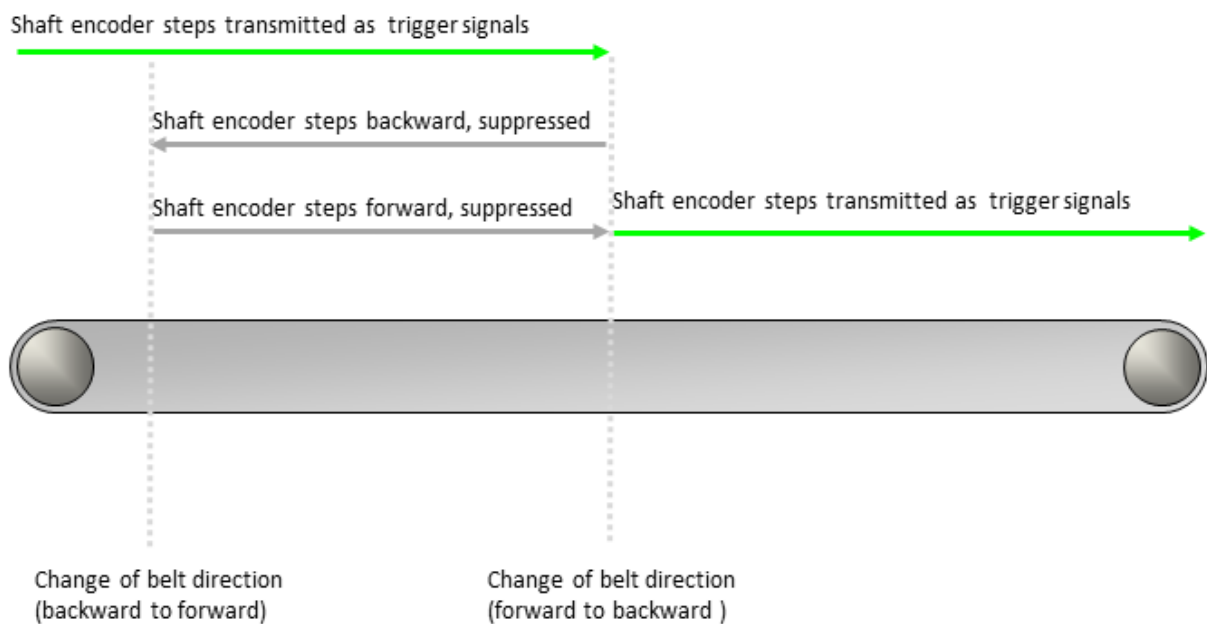 Shaft encoder steps transmitted as trigger signals
Shaft encoder steps backward, suppressed
Shaft encoder steps forward, suppressed
Shaft encoder steps transmitted as trigger signals
Change of belt direction
(backward to forward)
Change of belt direction
(forward to backward )